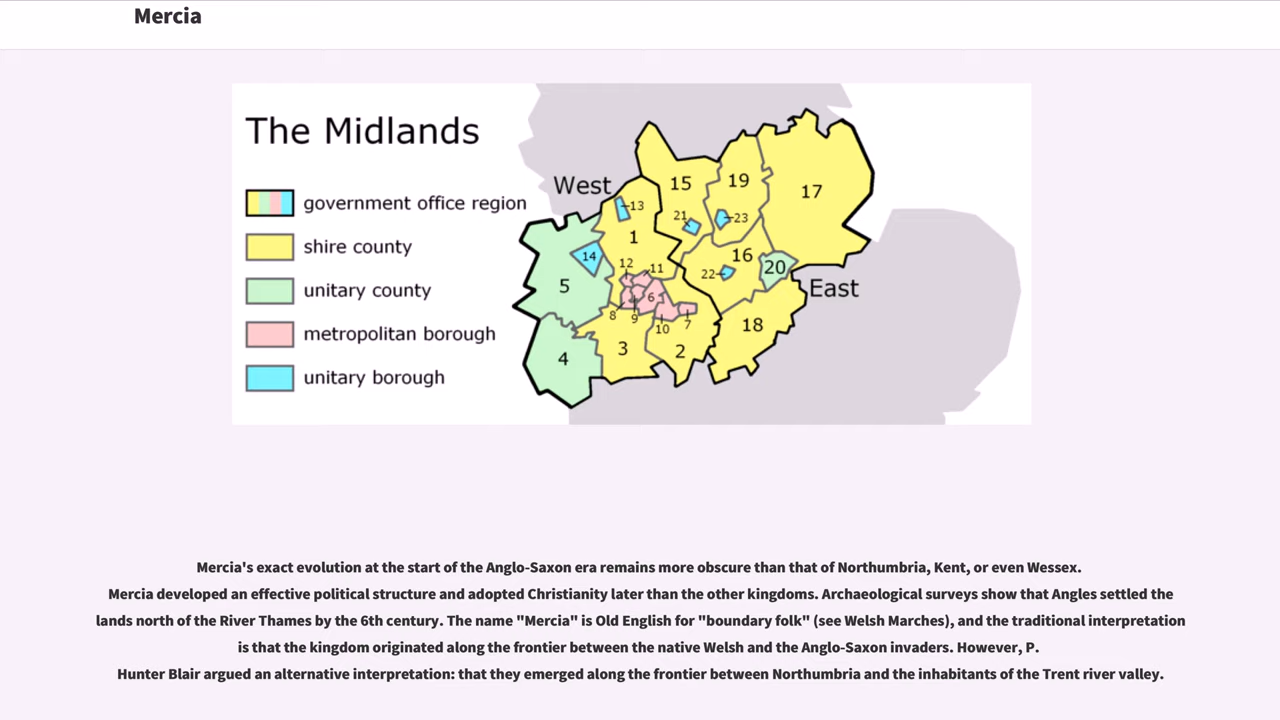 Mercia
The Midlands
government office region
shire county
unitary county
metropolitan borough
unitary borough
West
East
15
19
17
13
21
23
1
14
16
12
11
22
20
5
6
8
9
10
7
18
3
2
4
Mercia's exact evolution at the start of the Anglo-Saxon era remains more obscure than that of Northumbria, Kent, or even Wessex.
Mercia developed an effective political structure and adopted Christianity later than the other kingdoms. Archaeological surveys show that Angles settled the
lands north of the River Thames by the 6th century. The name "Mercia" is Old English for "boundary folk" (see Welsh Marches), and the traditional interpretation
is that the kingdom originated along the frontier between the native Welsh and the Anglo-Saxon invaders. However, P.
Hunter Blair argued an alternative interpretation: that they emerged along the frontier between Northumbria and the inhabitants of the Trent river valley.